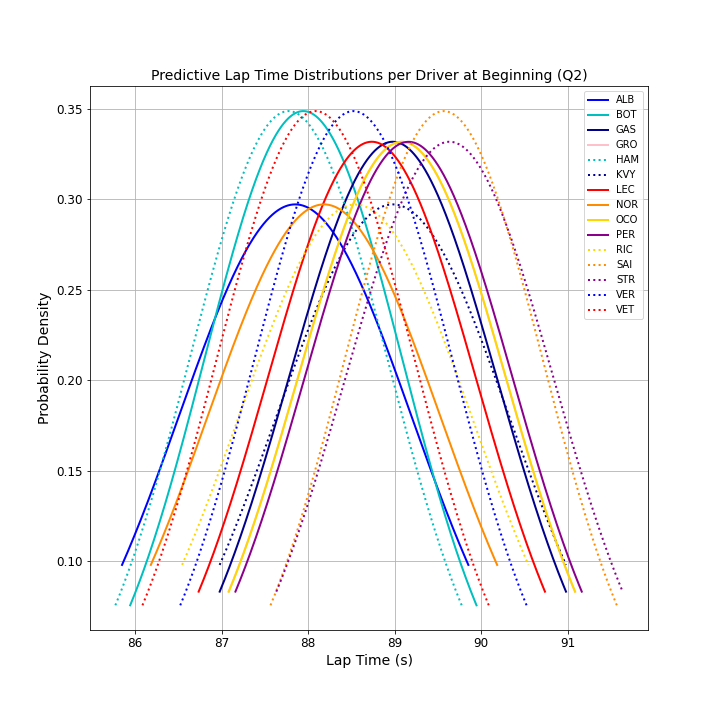 Predictive Lap Time Distributions per Driver at Beginning (Q2)
0.35
0.30
0.25
0.20
0.15
0.10
Probability Density
86 87 88 89 90 91
Lap Time (s)
ALB
BOT
GAS
GRO
HAM
KVY
LEC
NOR
OCO
PER
RIC
SAI
STR
VER
VET